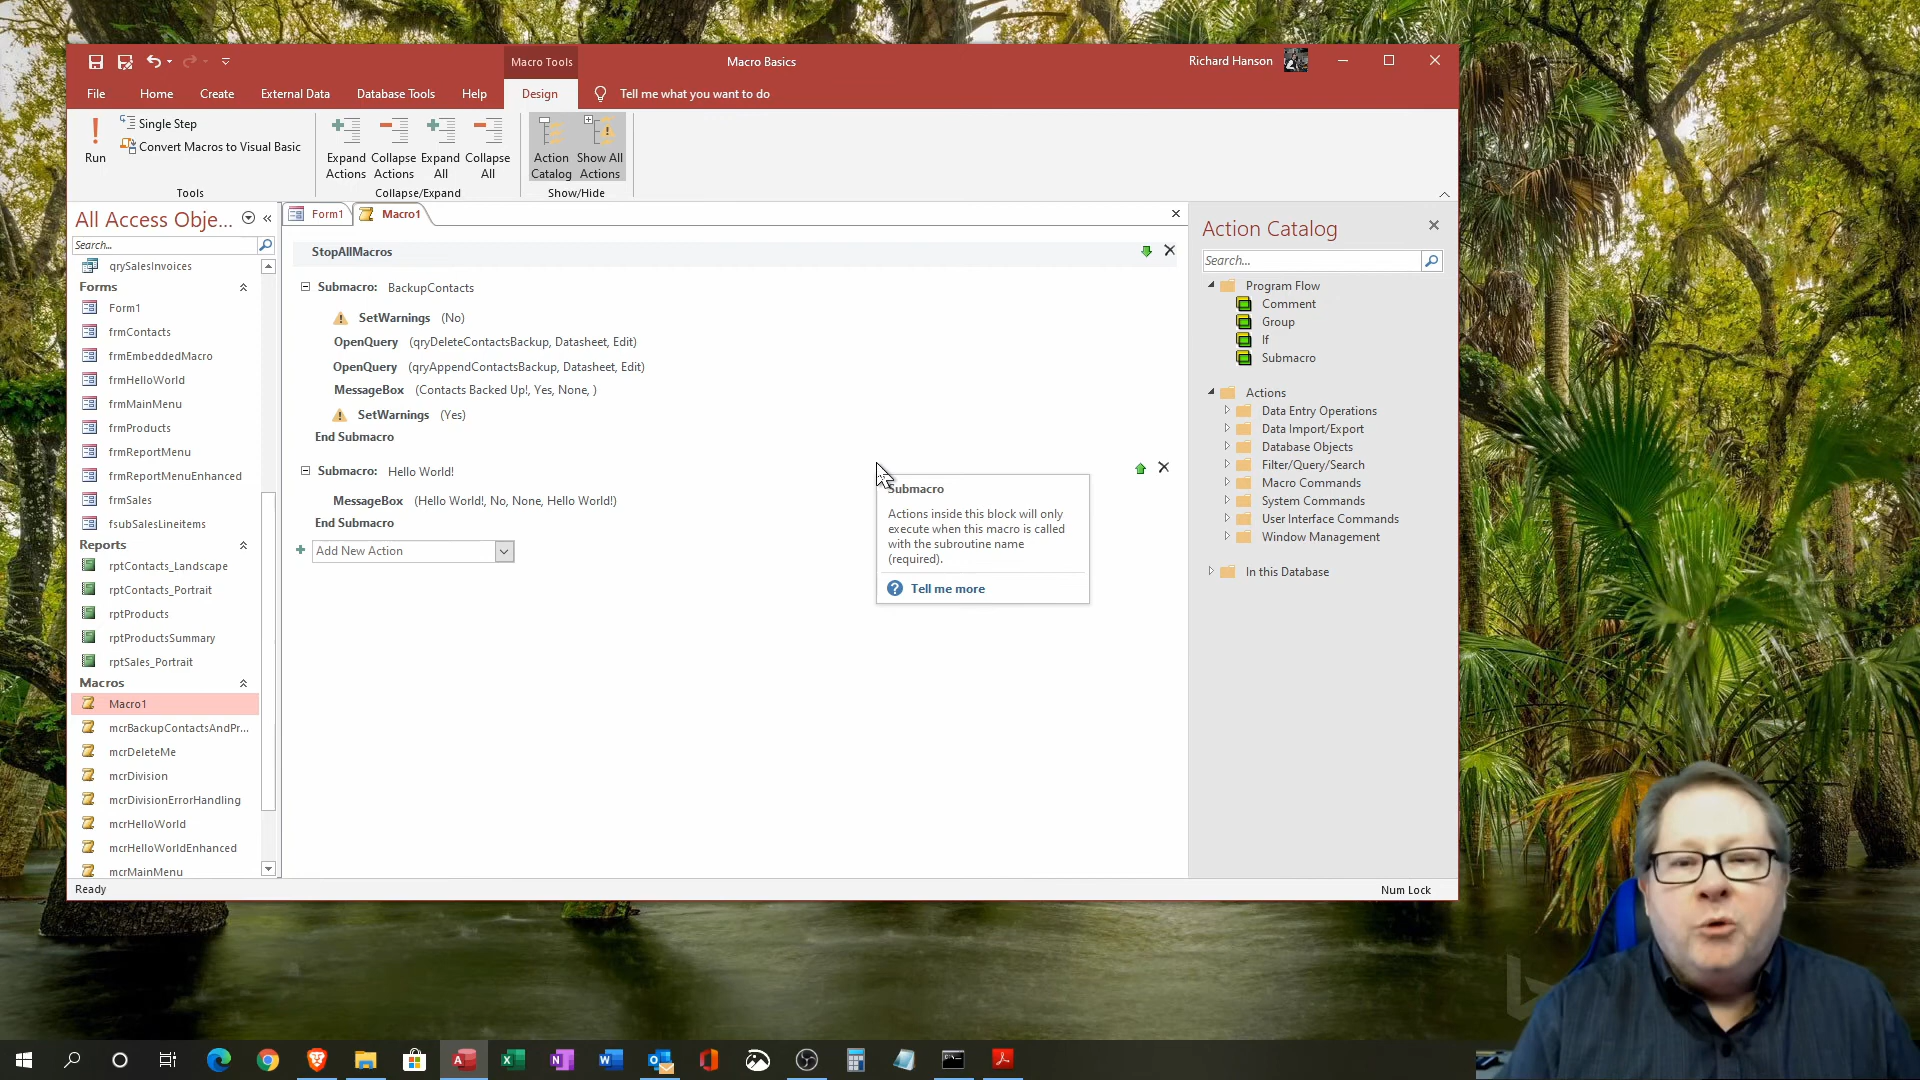 Macro Tools
Macro Basics
Richard Hanson
File
Home
Create
External Data
Database Tools
Help
Design
Tell me what you want to do
Run
Single Step
Convert Macros to Visual Basic
Tools
Expand Actions
Collapse Actions
Expand All
Collapse All
Collapse/Expand
Action Catalog
Show All Actions
Show/Hide
All Access Obje...
Search...
qrySalesInvoices
Forms
Form1
frmContacts
frmEmbeddedMacro
frmHelloWorld
frmMainMenu
frmProducts
frmReportMenu
frmReportMenuEnhanced
frmSales
fsubSalesLineitems
Reports
rptContacts_Landscape
rptContacts_Portrait
rptProducts
rptProductsSummary
rptSales_Portrait
Macros
Macro1
mcrBackupContactsAndPr...
mcrDeleteMe
mcrDivision
mcrDivisionErrorHandling
mcrHelloWorld
mcrHelloWorldEnhanced
mcrMainMenu
Form1
Macro1
StopAllMacros
Submacro: BackupContacts
SetWarnings (No)
OpenQuery (qryDeleteContactsBackup, Datasheet, Edit)
OpenQuery (qryAppendContactsBackup, Datasheet, Edit)
MessageBox (Contacts Backed Up!, Yes, None, )
SetWarnings (Yes)
End Submacro
Submacro: Hello World!
MessageBox (Hello World!, No, None, Hello World!)
End Submacro
Add New Action
Submacro
Actions inside this block will only
execute when this macro is called
with the subroutine name
(required).
Tell me more
Action Catalog
Search...
Program Flow
Comment
Group
If
Submacro
Actions
Data Entry Operations
Data Import/Export
Database Objects
Filter/Query/Search
Macro Commands
System Commands
User Interface Commands
Window Management
In this Database
Ready
Num Lock